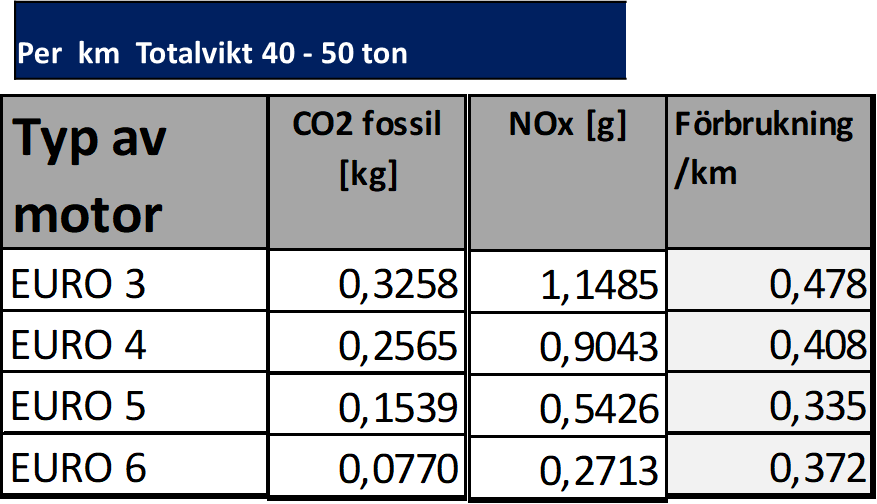 Per km Totalvikt 40 - 50 ton
Typ av motor CO2 fossil [kg] NOx [g] Förbrukning /km
EURO 3 0,3258 1,1485 0,478
EURO 4 0,2565 0,9043 0,408
EURO 5 0,1539 0,5426 0,335
EURO 6 0,0770 0,2713 0,372